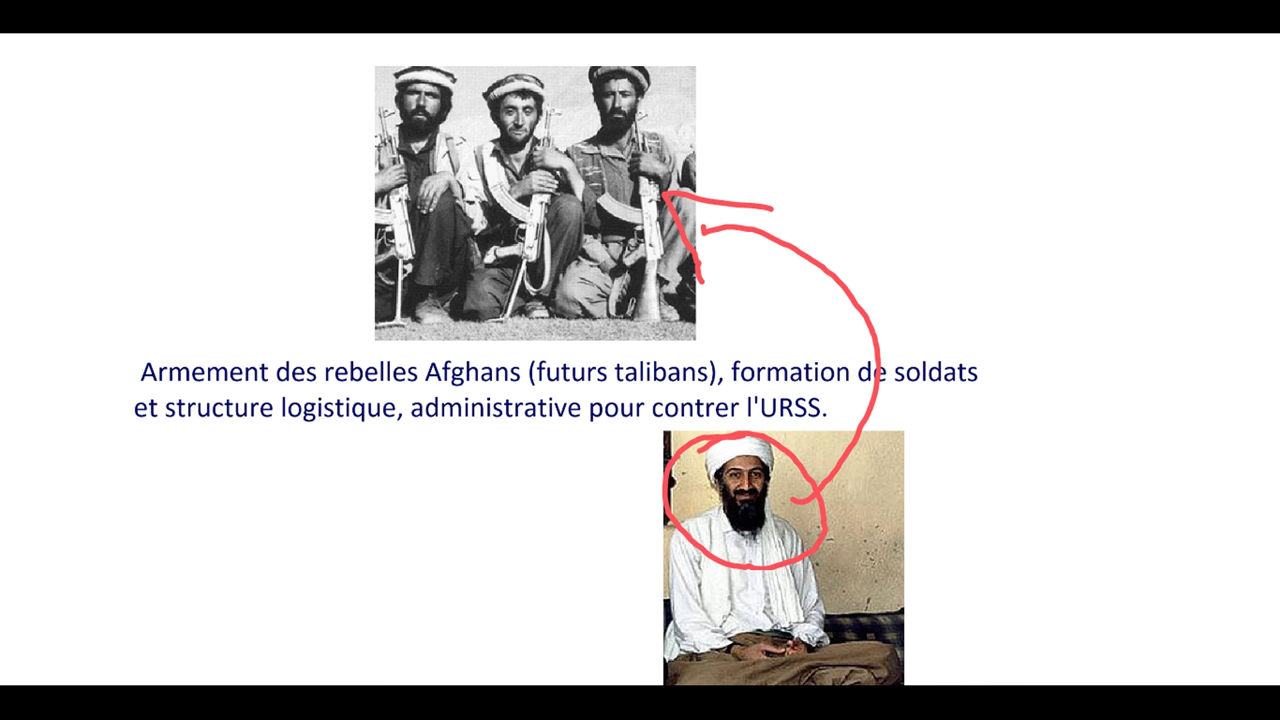 Armement des rebelles Afghans (futurs talibans), formation de soldats
et structure logistique, administrative pour contrer l'URSS.